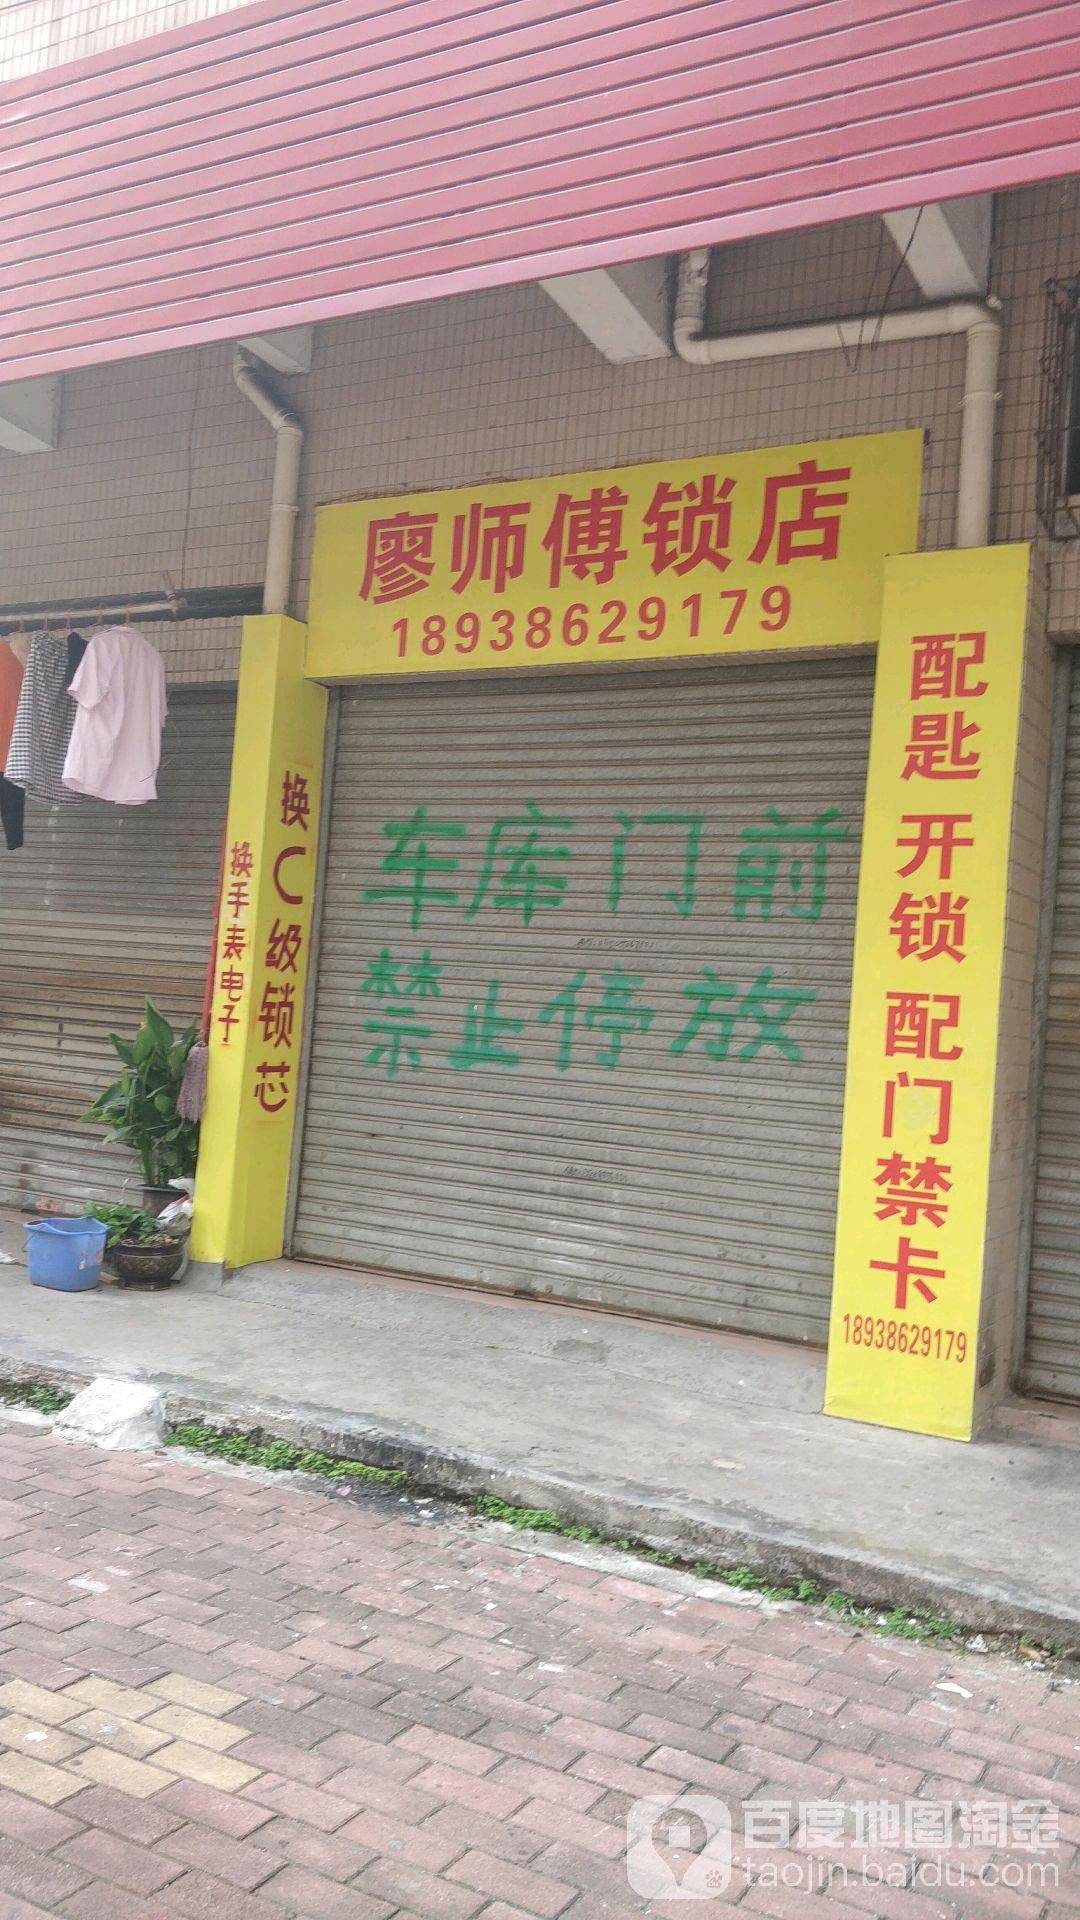 廖师傅锁店
18938629179
换C级锁芯
换手表电子
车库门前
禁止停放
配匙 开锁 配门禁卡
18938629179
百度地图淘金
taojin.baidu.com